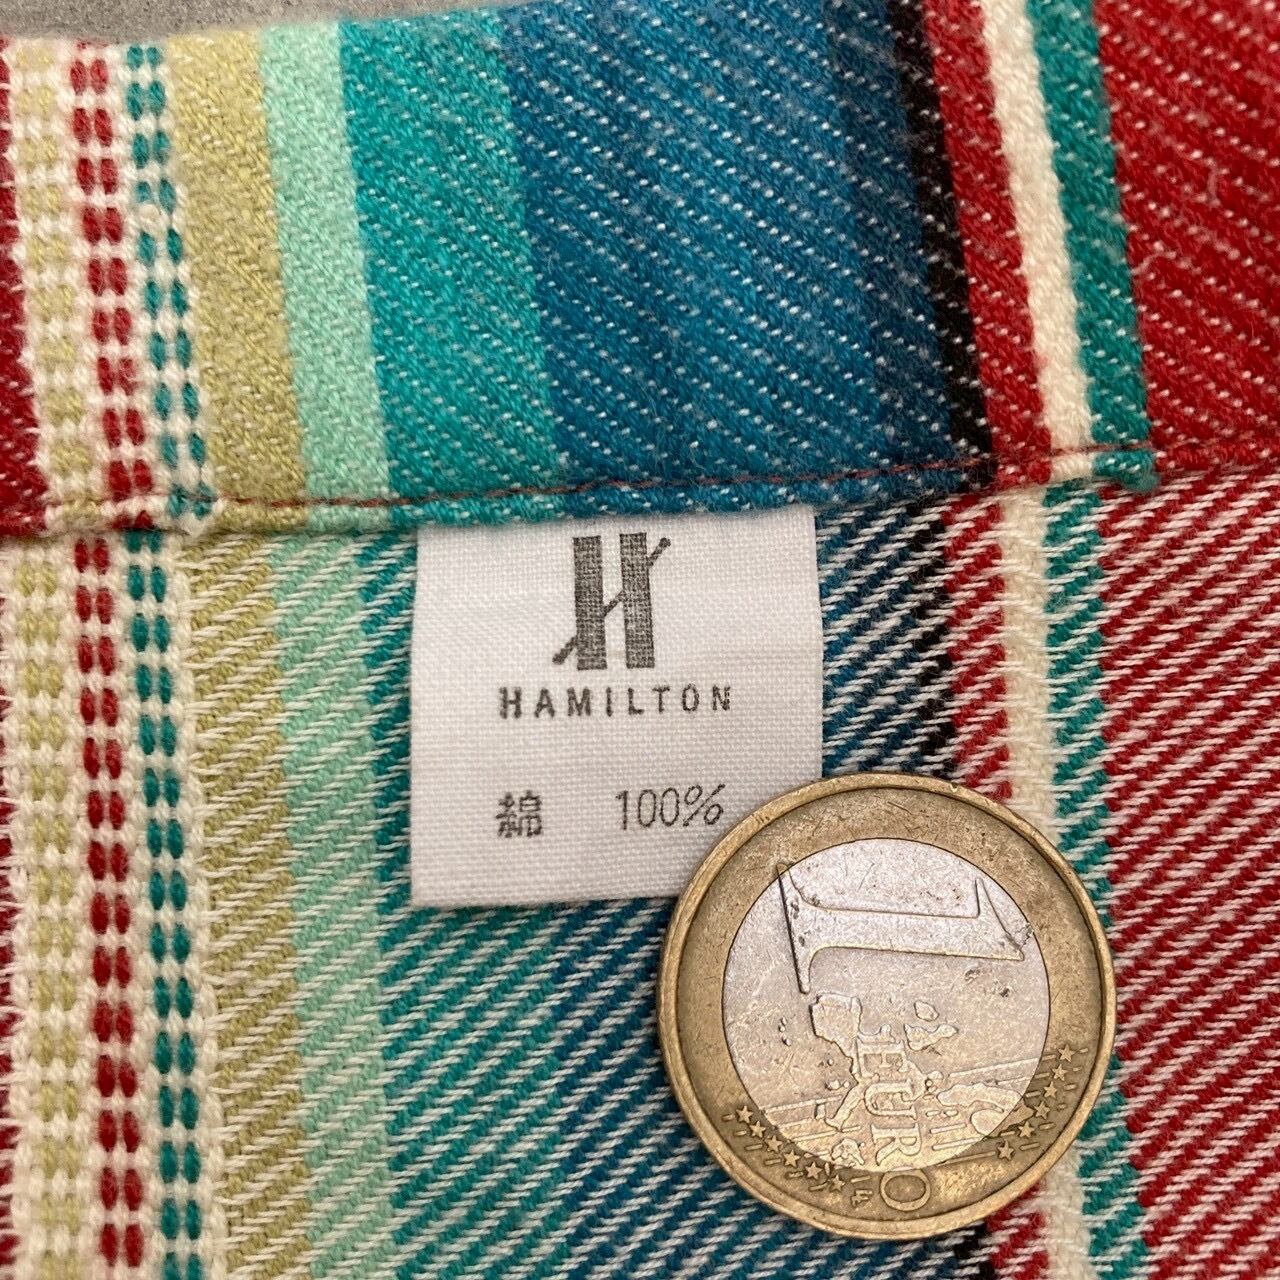 H
HAMILTON
綿 100%
1
EURO